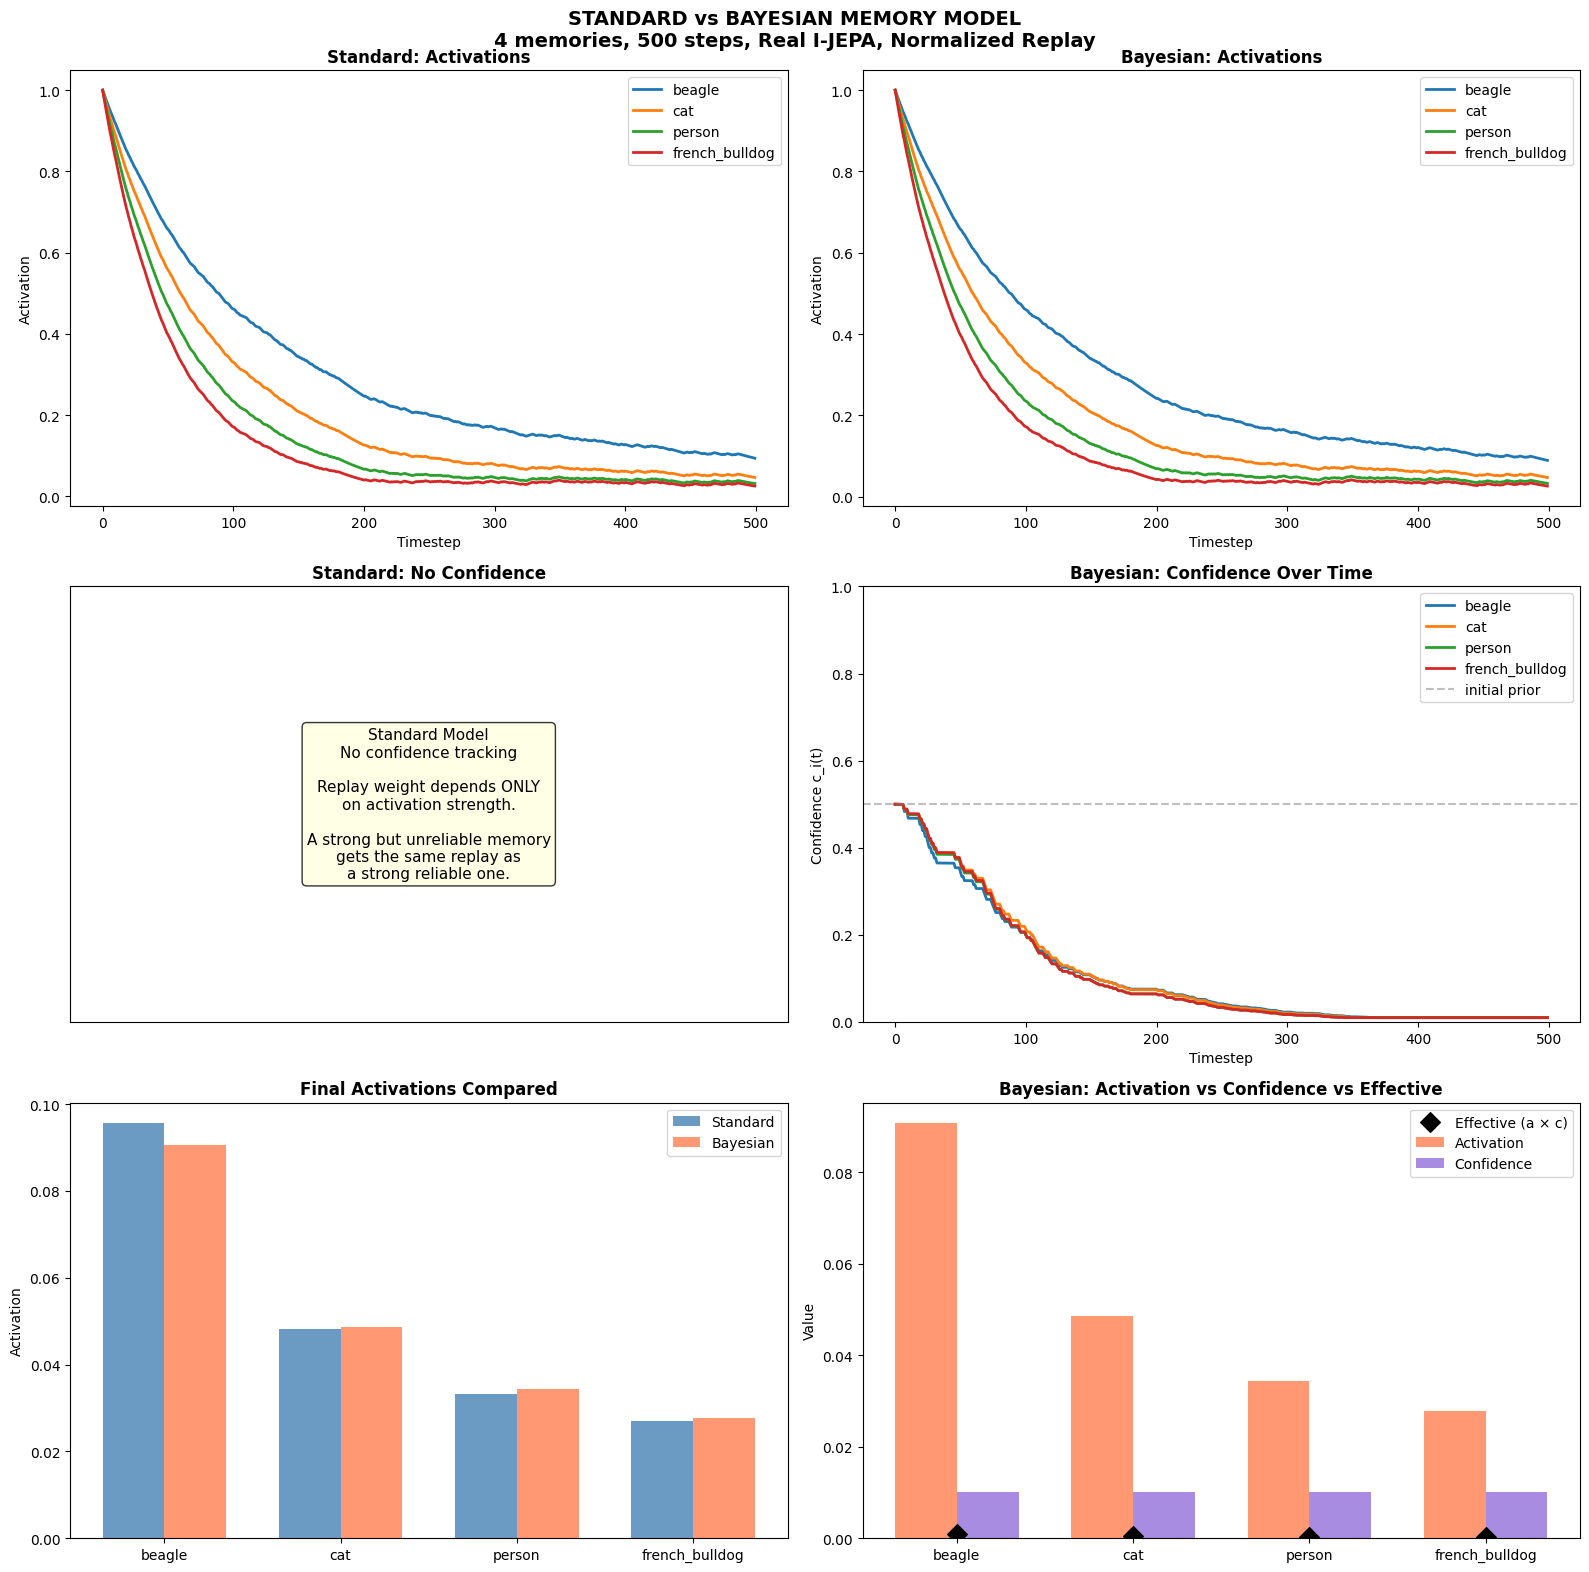 STANDARD vs BAYESIAN MEMORY MODEL
4 memories, 500 steps, Real I-JEPA, Normalized Replay
Standard: Activations
1.0
0.8
0.6
0.4
0.2
0.0
Activation
0 100 200 300 400 500
Timestep
beagle
cat
person
french_bulldog
Bayesian: Activations
1.0
0.8
0.6
0.4
0.2
0.0
Activation
0 100 200 300 400 500
Timestep
beagle
cat
person
french_bulldog
Standard: No Confidence
Standard Model
No confidence tracking
Replay weight depends ONLY
on activation strength.
A strong but unreliable memory
gets the same replay as
a strong reliable one.
Bayesian: Confidence Over Time
1.0
0.8
0.6
0.4
0.2
0.0
Confidence c_i(t)
0 100 200 300 400 500
Timestep
beagle
cat
person
french_bulldog
initial prior
Final Activations Compared
0.10
0.08
0.06
0.04
0.02
0.00
Activation
beagle cat person french_bulldog
Standard
Bayesian
Bayesian: Activation vs Confidence vs Effective
0.08
0.06
0.04
0.02
0.00
Value
beagle cat person french_bulldog
Effective (a × c)
Activation
Confidence